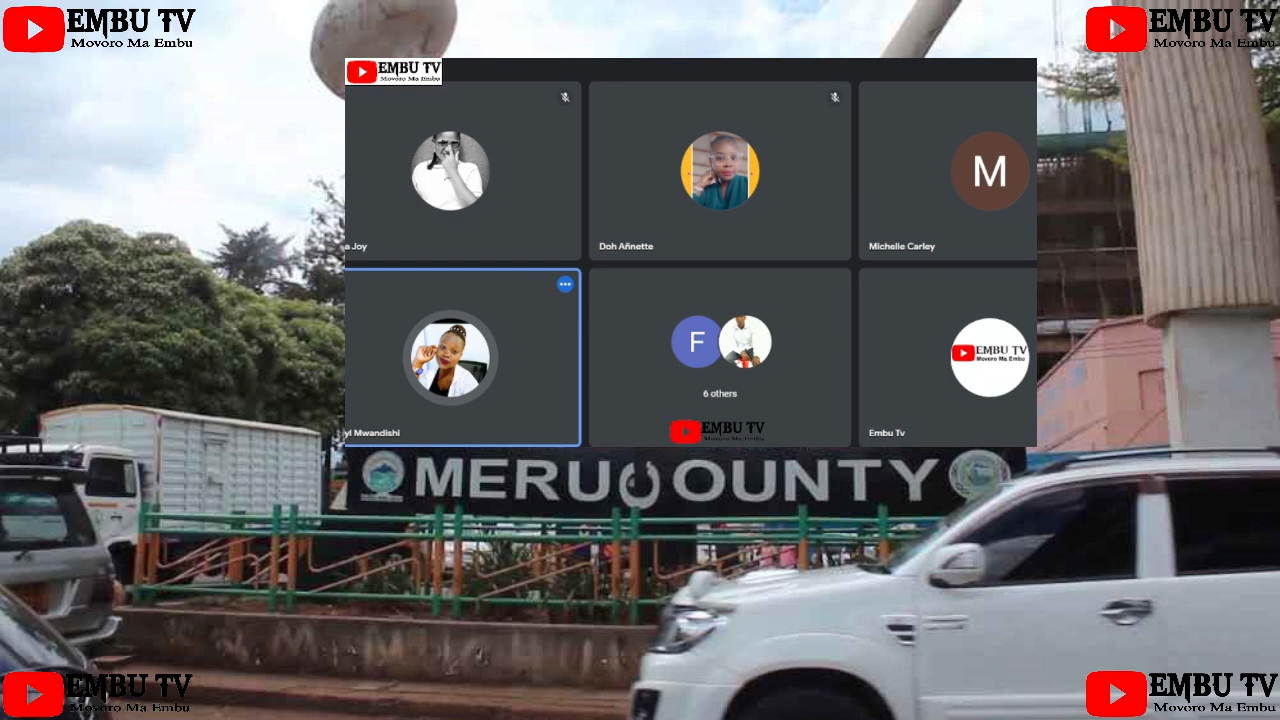 EMBU TV
Movoro Ma Embu
EMBU TV
Movoro Ma Embu
EMBU TV
Movoro Ma Embu
a Joy
Doh Añnette
M
Michelle Carley
yl Mwandishi
F
6 others
EMBU TV
Movoro Ma Embu
EMBU TV
Movoro Ma Embu
Embu Tv
MERU COUNTY
EMBU TV
Movoro Ma Embu
EMBU TV
Movoro Ma Embu